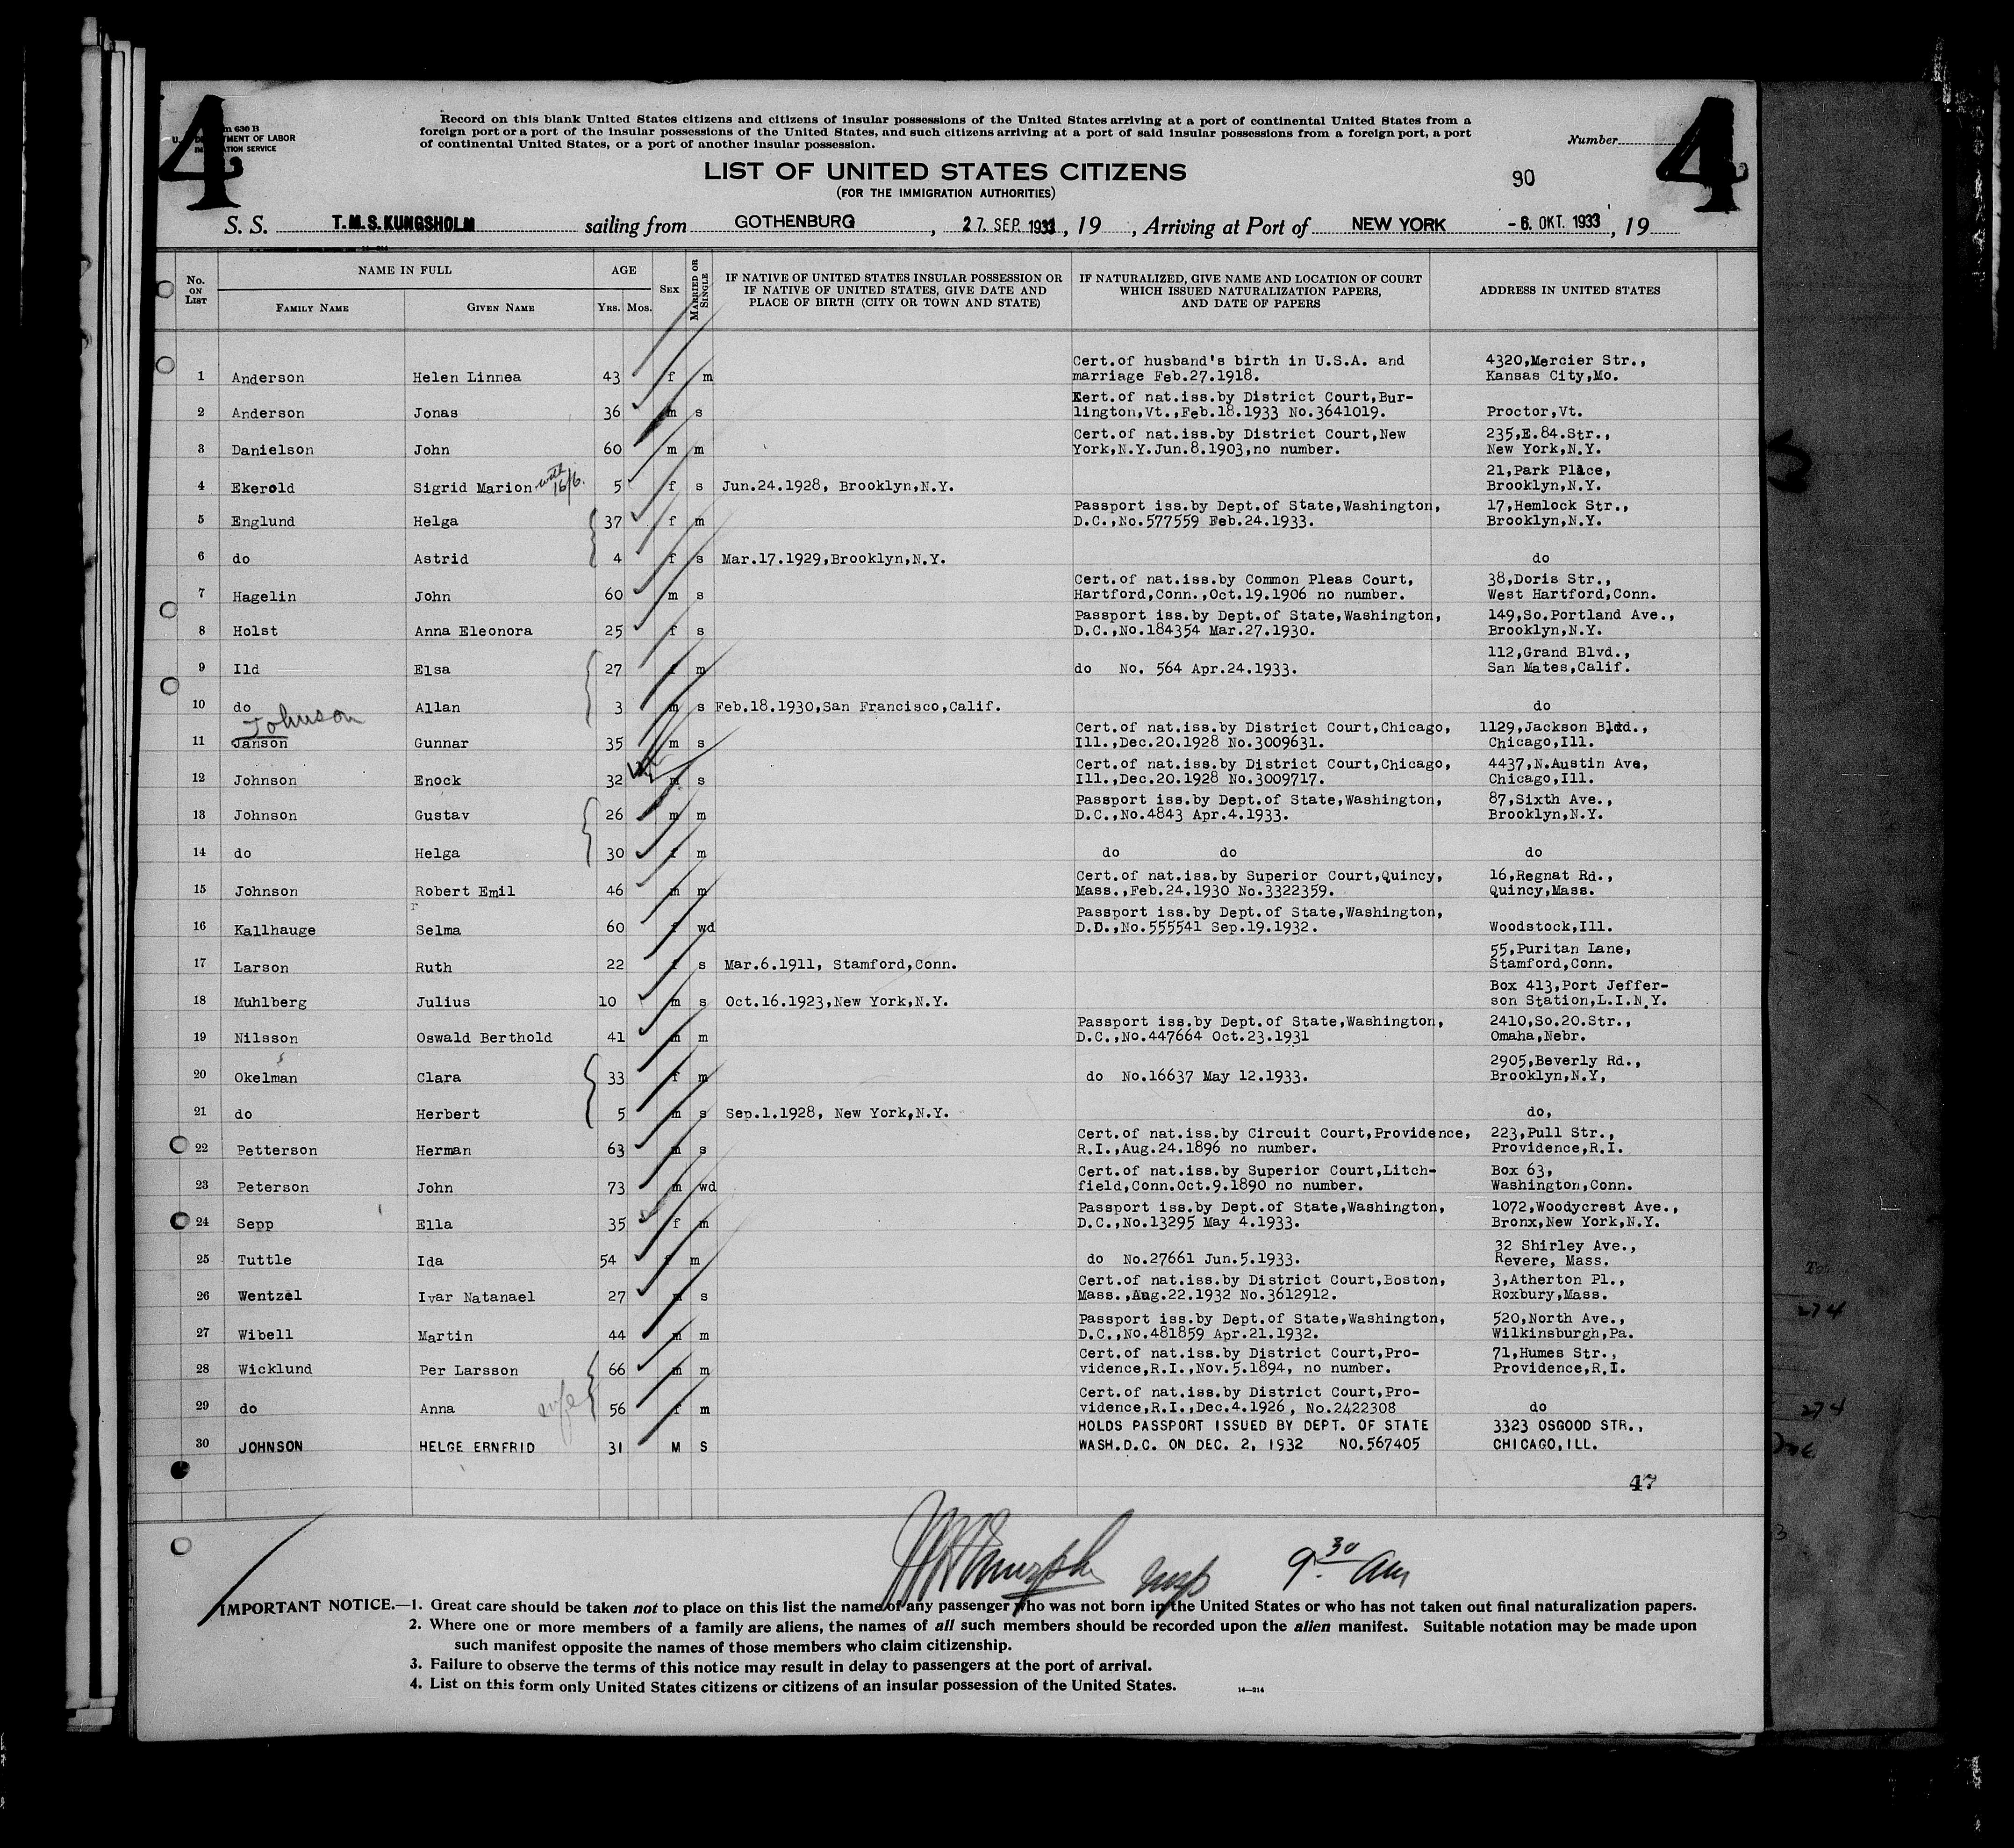 4
4
Form 630 B
U. S. DEPARTMENT OF LABOR
IMMIGRATION SERVICE
Record on this blank United States citizens and citizens of insular possessions of the United States arriving at a port of continental United States from a
foreign port or a port of the insular possessions of the United States, and such citizens arriving at a port of said insular possessions from a foreign port, a port
of continental United States, or a port of another insular possession.
Number
LIST OF UNITED STATES CITIZENS
(FOR THE IMMIGRATION AUTHORITIES)
90
S. S. T.M.S.KUNGSHOLM sailing from GOTHENBURG, 27. SEP. 1933, 19 , Arriving at Port of NEW YORK -6. OKT. 1933, 19
No. ON LIST NAME IN FULL AGE SEX MARRIED OR SINGLE IF NATIVE OF UNITED STATES INSULAR POSSESSION OR IF NATIVE OF UNITED STATES, GIVE DATE AND PLACE OF BIRTH (CITY OR TOWN AND STATE) IF NATURALIZED, GIVE NAME AND LOCATION OF COURT WHICH ISSUED NATURALIZATION PAPERS, AND DATE OF PAPERS ADDRESS IN UNITED STATES
FAMILY NAME GIVEN NAME YRS. MOS.
Cert.of husband's birth in U.S.A. and 4320,Mercier Str.,
1 Anderson Helen Linnea 43 f m marriage Feb.27.1918. Kansas City,Mo.
Cert.of nat.iss.by District Court,Bur-
2 Anderson Jonas 36 m s lington,Vt.,Feb.18.1933 No.3641019. Proctor,Vt.
Cert.of nat.iss.by District Court,New 235,E.84.Str.,
3 Danielson John 60 m m York,N.Y.Jun.8.1903,no number. New York,N.Y.
21,Park Place,
4 Ekerold Sigrid Marion with 16/6. 5 f s Jun.24.1928, Brooklyn,N.Y. Brooklyn,N.Y.
Passport iss.by Dept.of State,Washington, 17,Hemlock Str.,
5 Englund Helga 37 f m D.C.,No.577559 Feb.24.1933. Brooklyn,N.Y.
6 do Astrid 4 f s Mar.17.1929,Brooklyn,N.Y. do
Cert.of nat.iss.by Common Pleas Court, 38,Doris Str.,
7 Hagelin John 60 m s Hartford,Conn.,Oct.19.1906 no number. West Hartford,Conn.
Passport iss.by Dept.of State,Washington, 149,So.Portland Ave.,
8 Holst Anna Eleonora 25 f s D.C.,No.184354 Mar.27.1930. Brooklyn,N.Y.
112,Grand Blvd.,
9 Ild Elsa 27 f m do No. 564 Apr.24.1933. San Mates,Calif.
10 do Allan 3 m s Feb.18.1930,San Francisco,Calif. do
Johnson
Cert.of nat.iss.by District Court,Chicago, 1129,Jackson Bld.,
11 Janson Gunnar 35 m s Ill.,Dec.20.1928 No.3009631. Chicago,Ill.
Cert.of nat.iss.by District Court,Chicago, 4437,N.Austin Ave,
12 Johnson Enock 32 m s Ill.,Dec.20.1928 No.3009717. Chicago,Ill.
Passport iss.by Dept.of State,Washington, 87,Sixth Ave.,
13 Johnson Gustav 26 m m D.C.,No.4843 Apr.4.1933. Brooklyn,N.Y.
14 do Helga 30 f m do do do
Cert.of nat.iss.by Superior Court,Quincy, 16,Regnat Rd.,
15 Johnson Robert Emil 46 m m Mass.,Feb.24.1930 No.3322359. Quincy,Mass.
Passport iss.by Dept.of State,Washington,
16 Kallhauge Selma 60 f wd D.D.,No.555541 Sep.19.1932. Woodstock,Ill.
55,Puritan Lane,
17 Larson Ruth 22 f s Mar.6.1911, Stamford,Conn. Stamford,Conn.
Box 413,Port Jeffer-
18 Muhlberg Julius 10 m s Oct.16.1923,New York,N.Y. son Station,L.I.N.Y.
Passport iss.by Dept.of State,Washington, 2410,So.20.Str.,
19 Nilsson Oswald Berthold 41 m m D.C.,No.447664 Oct.23.1931 Omaha,Nebr.
2905,Beverly Rd.,
20 Okelman Clara 33 f m do No.16637 May 12.1933. Brooklyn,N.Y,
21 do Herbert 5 m s Sep.1.1928, New York,N.Y. do,
Cert.of nat.iss.by Circuit Court,Providence, 223,Pull Str.,
22 Petterson Herman 63 m s R.I.,Aug.24.1896 no number. Providence,R.I.
Cert.of nat.iss.by Superior Court,Litch- Box 63,
23 Peterson John 73 m wd field,Conn.Oct.9.1890 no number. Washington,Conn.
Passport iss.by Dept.of State,Washington, 1072,Woodycrest Ave.,
24 Sepp Ella 35 f m D.C.,No.13295 May 4.1933. Bronx,New York,N.Y.
32 Shirley Ave.,
25 Tuttle Ida 54 f m do No.27661 Jun.5.1933. Revere, Mass.
Cert.of nat.iss.by District Court,Boston, 3,Atherton Pl.,
26 Wentzel Ivar Natanael 27 m s Mass.,Aug.22.1932 No.3612912. Roxbury,Mass.
Passport iss.by Dept.of State,Washington, 520,North Ave.,
27 Wibell Martin 44 m m D.C.,No.481859 Apr.21.1932. Wilkinsburgh,Pa.
Cert.of nat.iss.by District Court,Pro- 71,Humes Str.,
28 Wicklund Per Larsson 66 m m vidence,R.I.,Nov.5.1894, no number. Providence,R.I.
Cert.of nat.iss.by District Court,Pro-
29 do Anna wife 56 f m vidence,R.I.,Dec.4.1926, No.2422308 do
HOLDS PASSPORT ISSUED BY DEPT. OF STATE 3323 OSGOOD STR.,
30 JOHNSON HELGE ERNFRID 31 M S WASH.D.C. ON DEC. 2, 1932 NO.567405 CHICAGO,ILL.
47
9.30 am
IMPORTANT NOTICE.—1. Great care should be taken not to place on this list the name of any passenger who was not born in the United States or who has not taken out final naturalization papers.
2. Where one or more members of a family are aliens, the names of all such members should be recorded upon the alien manifest. Suitable notation may be made upon
such manifest opposite the names of those members who claim citizenship.
3. Failure to observe the terms of this notice may result in delay to passengers at the port of arrival.
4. List on this form only United States citizens or citizens of an insular possession of the United States.
14—214
274
274